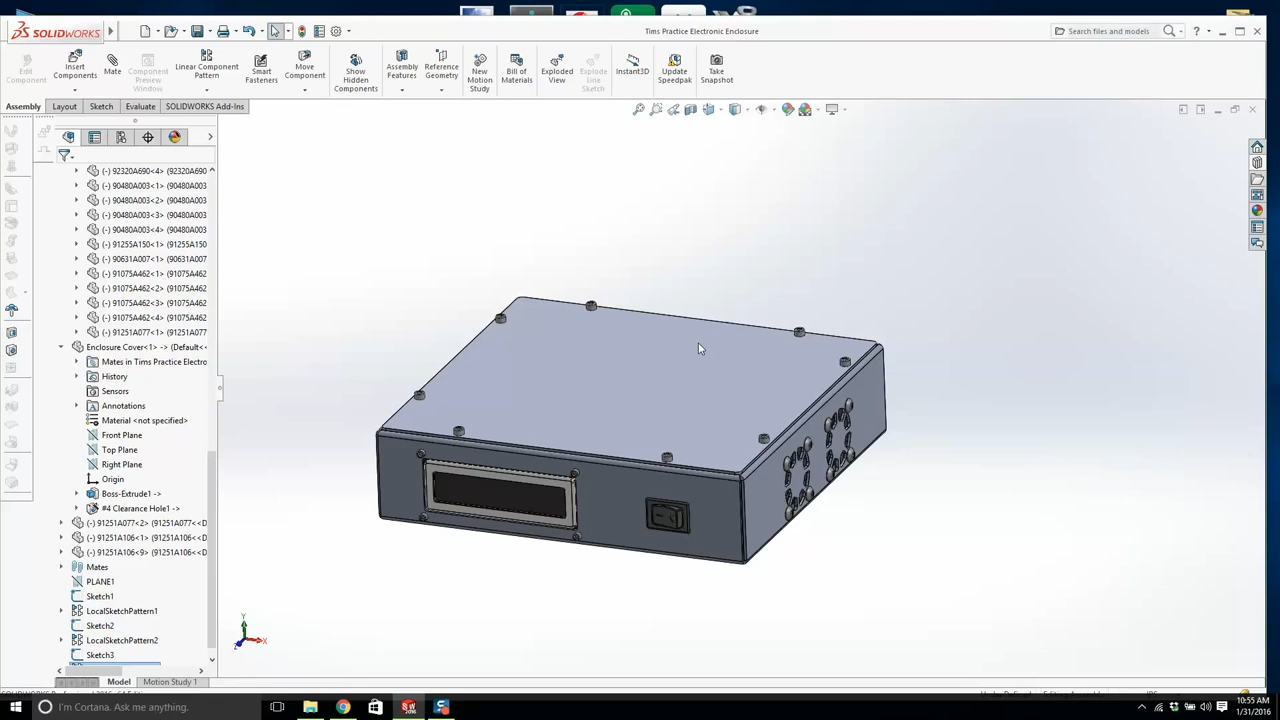 SOLIDWORKS
Tims Practice Electronic Enclosure
Search files and models
Edit Component
Insert Components
Mate
Component Preview Window
Linear Component Pattern
Smart Fasteners
Move Component
Show Hidden Components
Assembly Features
Reference Geometry
New Motion Study
Bill of Materials
Exploded View
Explode Line Sketch
Instant3D
Update Speedpak
Take Snapshot
Assembly Layout Sketch Evaluate SOLIDWORKS Add-Ins
(-) 92320A690<4> (92320A690
(-) 90480A003<1> (90480A003
(-) 90480A003<2> (90480A003
(-) 90480A003<3> (90480A003
(-) 90480A003<4> (90480A003
(-) 91255A150<1> (91255A150
(-) 90631A007<1> (90631A007
(-) 91075A462<1> (91075A462
(-) 91075A462<2> (91075A462
(-) 91075A462<3> (91075A462
(-) 91075A462<4> (91075A462
(-) 91251A077<1> (91251A077
Enclosure Cover<1> -> (Default<<
Mates in Tims Practice Electro
History
Sensors
Annotations
Material <not specified>
Front Plane
Top Plane
Right Plane
Origin
Boss-Extrude1 ->
#4 Clearance Hole1 ->
(-) 91251A077<2> (91251A077<<D
(-) 91251A106<1> (91251A106<<D
(-) 91251A106<9> (91251A106<<D
Mates
PLANE1
Sketch1
LocalSketchPattern1
Sketch2
LocalSketchPattern2
Sketch3
Y
X
Z
Model Motion Study 1
I'm Cortana. Ask me anything.
10:55 AM
1/31/2016